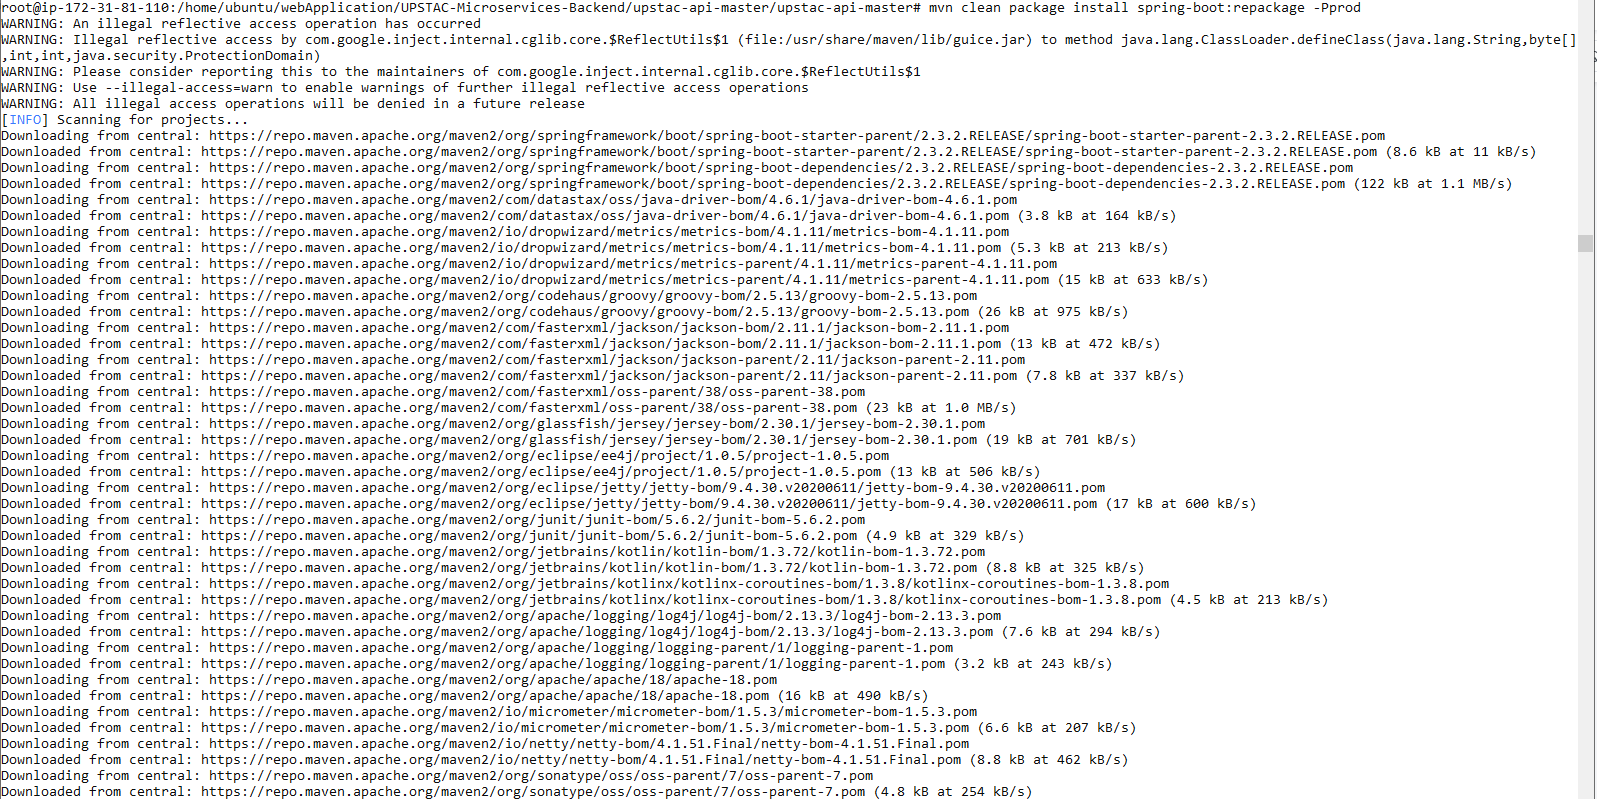 root@ip-172-31-81-110:/home/ubuntu/webApplication/UPSTAC-Microservices-Backend/upstac-api-master/upstac-api-master# mvn clean package install spring-boot:repackage -Pprod
WARNING: An illegal reflective access operation has occurred
WARNING: Illegal reflective access by com.google.inject.internal.cglib.core.$ReflectUtils$1 (file:/usr/share/maven/lib/guice.jar) to method java.lang.ClassLoader.defineClass(java.lang.String,byte[]
,int,int,java.security.ProtectionDomain)
WARNING: Please consider reporting this to the maintainers of com.google.inject.internal.cglib.core.$ReflectUtils$1
WARNING: Use --illegal-access=warn to enable warnings of further illegal reflective access operations
WARNING: All illegal access operations will be denied in a future release
[INFO] Scanning for projects...
Downloading from central: https://repo.maven.apache.org/maven2/org/springframework/boot/spring-boot-starter-parent/2.3.2.RELEASE/spring-boot-starter-parent-2.3.2.RELEASE.pom
Downloaded from central: https://repo.maven.apache.org/maven2/org/springframework/boot/spring-boot-starter-parent/2.3.2.RELEASE/spring-boot-starter-parent-2.3.2.RELEASE.pom (8.6 kB at 11 kB/s)
Downloading from central: https://repo.maven.apache.org/maven2/org/springframework/boot/spring-boot-dependencies/2.3.2.RELEASE/spring-boot-dependencies-2.3.2.RELEASE.pom
Downloaded from central: https://repo.maven.apache.org/maven2/org/springframework/boot/spring-boot-dependencies/2.3.2.RELEASE/spring-boot-dependencies-2.3.2.RELEASE.pom (122 kB at 1.1 MB/s)
Downloading from central: https://repo.maven.apache.org/maven2/com/datastax/oss/java-driver-bom/4.6.1/java-driver-bom-4.6.1.pom
Downloaded from central: https://repo.maven.apache.org/maven2/com/datastax/oss/java-driver-bom/4.6.1/java-driver-bom-4.6.1.pom (3.8 kB at 164 kB/s)
Downloading from central: https://repo.maven.apache.org/maven2/io/dropwizard/metrics/metrics-bom/4.1.11/metrics-bom-4.1.11.pom
Downloaded from central: https://repo.maven.apache.org/maven2/io/dropwizard/metrics/metrics-bom/4.1.11/metrics-bom-4.1.11.pom (5.3 kB at 213 kB/s)
Downloading from central: https://repo.maven.apache.org/maven2/io/dropwizard/metrics/metrics-parent/4.1.11/metrics-parent-4.1.11.pom
Downloaded from central: https://repo.maven.apache.org/maven2/io/dropwizard/metrics/metrics-parent/4.1.11/metrics-parent-4.1.11.pom (15 kB at 633 kB/s)
Downloading from central: https://repo.maven.apache.org/maven2/org/codehaus/groovy/groovy-bom/2.5.13/groovy-bom-2.5.13.pom
Downloaded from central: https://repo.maven.apache.org/maven2/org/codehaus/groovy/groovy-bom/2.5.13/groovy-bom-2.5.13.pom (26 kB at 975 kB/s)
Downloading from central: https://repo.maven.apache.org/maven2/com/fasterxml/jackson/jackson-bom/2.11.1/jackson-bom-2.11.1.pom
Downloaded from central: https://repo.maven.apache.org/maven2/com/fasterxml/jackson/jackson-bom/2.11.1/jackson-bom-2.11.1.pom (13 kB at 472 kB/s)
Downloading from central: https://repo.maven.apache.org/maven2/com/fasterxml/jackson/jackson-parent/2.11/jackson-parent-2.11.pom
Downloaded from central: https://repo.maven.apache.org/maven2/com/fasterxml/jackson/jackson-parent/2.11/jackson-parent-2.11.pom (7.8 kB at 337 kB/s)
Downloading from central: https://repo.maven.apache.org/maven2/com/fasterxml/oss-parent/38/oss-parent-38.pom
Downloaded from central: https://repo.maven.apache.org/maven2/com/fasterxml/oss-parent/38/oss-parent-38.pom (23 kB at 1.0 MB/s)
Downloading from central: https://repo.maven.apache.org/maven2/org/glassfish/jersey/jersey-bom/2.30.1/jersey-bom-2.30.1.pom
Downloaded from central: https://repo.maven.apache.org/maven2/org/glassfish/jersey/jersey-bom/2.30.1/jersey-bom-2.30.1.pom (19 kB at 701 kB/s)
Downloading from central: https://repo.maven.apache.org/maven2/org/eclipse/ee4j/project/1.0.5/project-1.0.5.pom
Downloaded from central: https://repo.maven.apache.org/maven2/org/eclipse/ee4j/project/1.0.5/project-1.0.5.pom (13 kB at 506 kB/s)
Downloading from central: https://repo.maven.apache.org/maven2/org/eclipse/jetty/jetty-bom/9.4.30.v20200611/jetty-bom-9.4.30.v20200611.pom
Downloaded from central: https://repo.maven.apache.org/maven2/org/eclipse/jetty/jetty-bom/9.4.30.v20200611/jetty-bom-9.4.30.v20200611.pom (17 kB at 600 kB/s)
Downloading from central: https://repo.maven.apache.org/maven2/org/junit/junit-bom/5.6.2/junit-bom-5.6.2.pom
Downloaded from central: https://repo.maven.apache.org/maven2/org/junit/junit-bom/5.6.2/junit-bom-5.6.2.pom (4.9 kB at 329 kB/s)
Downloading from central: https://repo.maven.apache.org/maven2/org/jetbrains/kotlin/kotlin-bom/1.3.72/kotlin-bom-1.3.72.pom
Downloaded from central: https://repo.maven.apache.org/maven2/org/jetbrains/kotlin/kotlin-bom/1.3.72/kotlin-bom-1.3.72.pom (8.8 kB at 325 kB/s)
Downloading from central: https://repo.maven.apache.org/maven2/org/jetbrains/kotlinx/kotlinx-coroutines-bom/1.3.8/kotlinx-coroutines-bom-1.3.8.pom
Downloaded from central: https://repo.maven.apache.org/maven2/org/jetbrains/kotlinx/kotlinx-coroutines-bom/1.3.8/kotlinx-coroutines-bom-1.3.8.pom (4.5 kB at 213 kB/s)
Downloading from central: https://repo.maven.apache.org/maven2/org/apache/logging/log4j/log4j-bom/2.13.3/log4j-bom-2.13.3.pom
Downloaded from central: https://repo.maven.apache.org/maven2/org/apache/logging/log4j/log4j-bom/2.13.3/log4j-bom-2.13.3.pom (7.6 kB at 294 kB/s)
Downloading from central: https://repo.maven.apache.org/maven2/org/apache/logging/logging-parent/1/logging-parent-1.pom
Downloaded from central: https://repo.maven.apache.org/maven2/org/apache/logging/logging-parent/1/logging-parent-1.pom (3.2 kB at 243 kB/s)
Downloading from central: https://repo.maven.apache.org/maven2/org/apache/apache/18/apache-18.pom
Downloaded from central: https://repo.maven.apache.org/maven2/org/apache/apache/18/apache-18.pom (16 kB at 490 kB/s)
Downloading from central: https://repo.maven.apache.org/maven2/io/micrometer/micrometer-bom/1.5.3/micrometer-bom-1.5.3.pom
Downloaded from central: https://repo.maven.apache.org/maven2/io/micrometer/micrometer-bom/1.5.3/micrometer-bom-1.5.3.pom (6.6 kB at 207 kB/s)
Downloading from central: https://repo.maven.apache.org/maven2/io/netty/netty-bom/4.1.51.Final/netty-bom-4.1.51.Final.pom
Downloaded from central: https://repo.maven.apache.org/maven2/io/netty/netty-bom/4.1.51.Final/netty-bom-4.1.51.Final.pom (8.8 kB at 462 kB/s)
Downloading from central: https://repo.maven.apache.org/maven2/org/sonatype/oss/oss-parent/7/oss-parent-7.pom
Downloaded from central: https://repo.maven.apache.org/maven2/org/sonatype/oss/oss-parent/7/oss-parent-7.pom (4.8 kB at 254 kB/s)